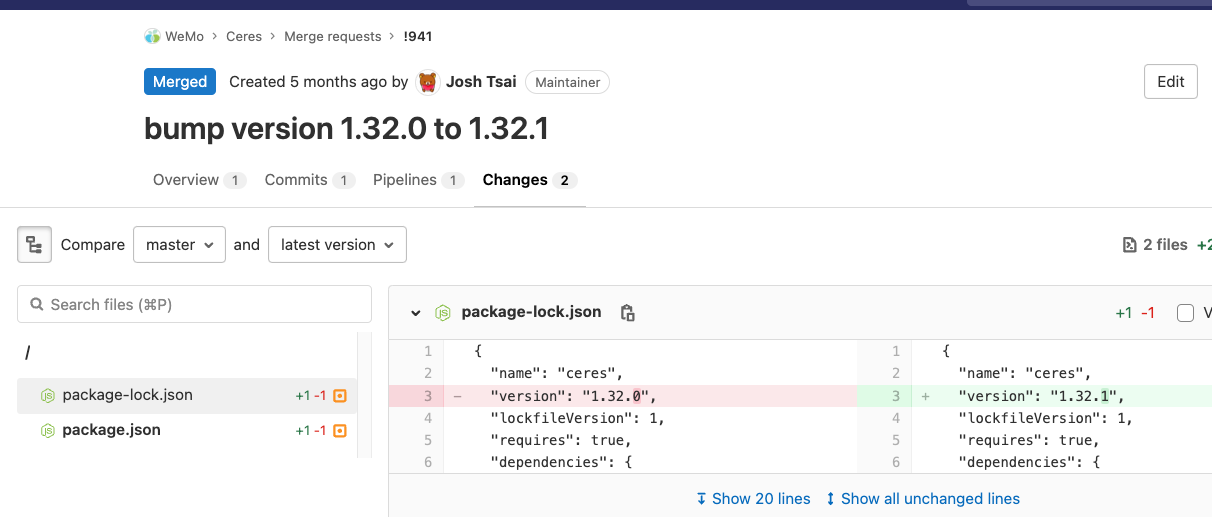 WeMo > Ceres > Merge requests > !941
Merged Created 5 months ago by Josh Tsai Maintainer
Edit
bump version 1.32.0 to 1.32.1
Overview 1 Commits 1 Pipelines 1 Changes 2
Compare master and latest version
2 files +2
Search files (⌘P)
/
package-lock.json +1 -1
package.json +1 -1
package-lock.json
+1 -1 V
1 { 1 {
2 "name": "ceres", 2 "name": "ceres",
3 - "version": "1.32.0", 3 + "version": "1.32.1",
4 "lockfileVersion": 1, 4 "lockfileVersion": 1,
5 "requires": true, 5 "requires": true,
6 "dependencies": { 6 "dependencies": {
Show 20 lines Show all unchanged lines